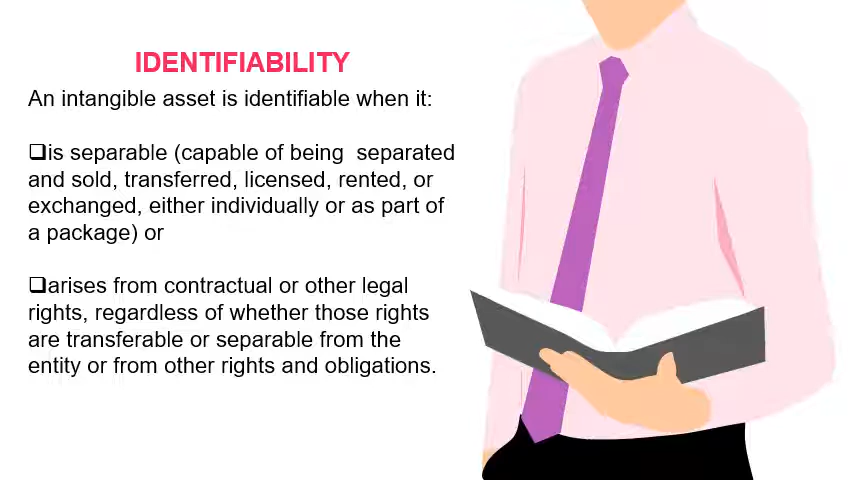 IDENTIFIABILITY
An intangible asset is identifiable when it:
❑is separable (capable of being  separated
and sold, transferred, licensed, rented, or
exchanged, either individually or as part of
a package) or
❑arises from contractual or other legal
rights, regardless of whether those rights
are transferable or separable from the
entity or from other rights and obligations.